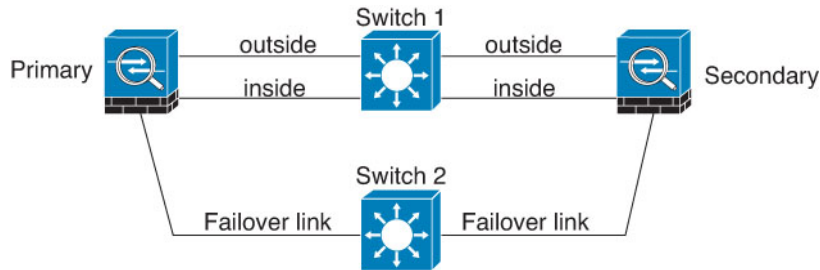 Switch 1
outside
outside
Primary
Secondary
inside
inside
Switch 2
Failover link
Failover link